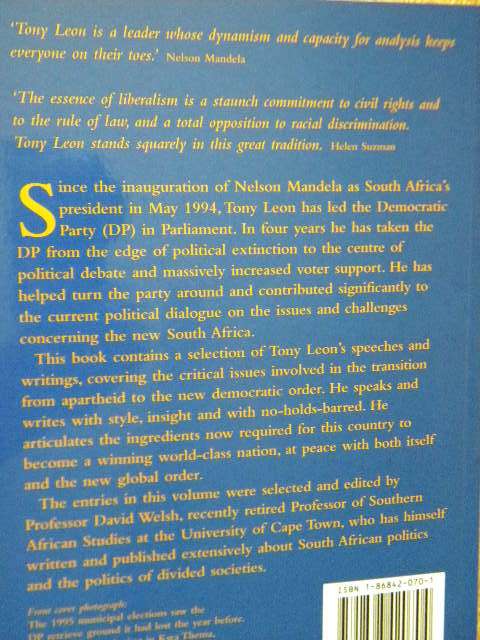 'Tony Leon is a leader whose dynamism and capacity for analysis keeps
everyone on their toes.' Nelson Mandela
'The essence of liberalism is a staunch commitment to civil rights and
to the rule of law, and a total opposition to racial discrimination.
Tony Leon stands squarely in this great tradition. Helen Suzman
Since the inauguration of Nelson Mandela as South Africa's
president in May 1994, Tony Leon has led the Democratic
Party (DP) in Parliament. In four years he has taken the
DP from the edge of political extinction to the centre of
political debate and massively increased voter support. He has
helped turn the party around and contributed significantly to
the current political dialogue on the issues and challenges
concerning the new South Africa.
This book contains a selection of Tony Leon's speeches and
writings, covering the critical issues involved in the transition
from apartheid to the new democratic order. He speaks and
writes with style, insight and with no-holds-barred. He
articulates the ingredients now required for this country to
become a winning world-class nation, at peace with both itself
and the new global order.
The entries in this volume were selected and edited by
Professor David Welsh, recently retired Professor of Southern
African Studies at the University of Cape Town, who has himself
written and published extensively about South African politics
and the politics of divided societies.
Front cover photograph:
The 1995 municipal elections saw the
DP retrieve ground it had lost the year before.
ISBN 1-86842-070-1